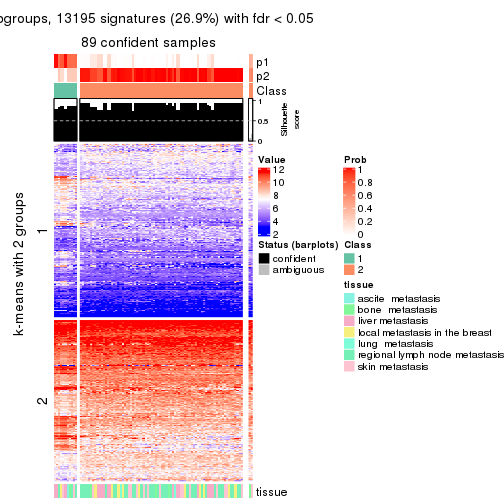 ogroups, 13195 signatures (26.9%) with fdr < 0.05
89 confident samples
p1
p2
Class
1
0.5
0
Silhouette
score
k-means with 2 groups
1
2
tissue
Value
12
10
8
6
4
2
Prob
0.8
0.6
0.4
0.2
0
Status (barplots)
confident
ambiguous
Class
1
2
tissue
ascite metastasis
bone metastasis
liver metastasis
local metastasis in the breast
lung metastasis
regional lymph node metastasis
skin metastasis